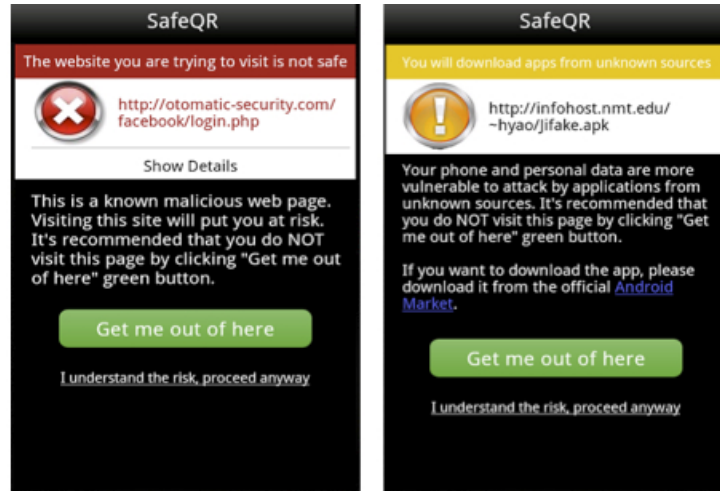 SafeQR
The website you are trying to visit is not safe
http://otomatic-security.com/
facebook/login.php
Show Details
This is a known malicious web page.
Visiting this site will put you at risk.
It's recommended that you do NOT
visit this page by clicking "Get me out
of here" green button.
Get me out of here
I understand the risk, proceed anyway
SafeQR
You will download apps from unknown sources
http://infohost.nmt.edu/
~hyao/Jifake.apk
Your phone and personal data are more
vulnerable to attack by applications from
unknown sources. It's recommended that
you do NOT visit this page by clicking "Get
me out of here" green button.
If you want to download the app, please
download it from the official Android
Market.
Get me out of here
I understand the risk, proceed anyway